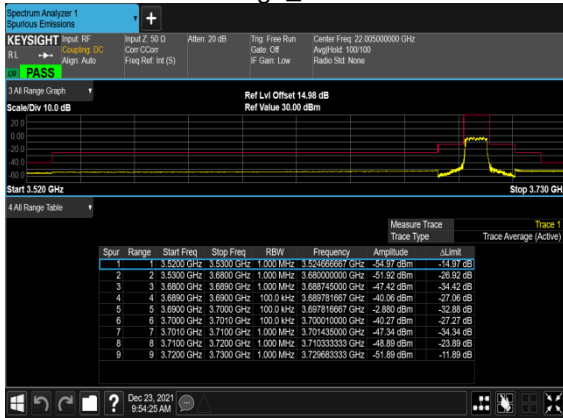 Spectrum Analyzer 1
Spurious Emissions
+
KEYSIGHT Input: RF Input Z: 50 Ω Atten: 20 dB Trig: Free Run Center Freq: 22.005000000 GHz
RL Coupling: DC Corr CCorr Gate: Off Avg|Hold: 100/100
Align: Auto Freq Ref: Int (S) IF Gain: Low Radio Std: None
PASS
3 All Range Graph
Ref Lvl Offset 14.98 dB
Scale/Div 10.0 dB Ref Value 30.00 dBm
20.0
0.00
-20.0
-40.0
-60.0
Start 3.520 GHz Stop 3.730 GH
4 All Range Table
Measure Trace Trace 1
Trace Type Trace Average (Active)
Spur Range Start Freq Stop Freq RBW Frequency Amplitude ΔLimit
1 1 3.5200 GHz 3.5300 GHz 1.000 MHz 3.524666667 GHz -54.97 dBm -14.97 dB
2 2 3.5300 GHz 3.6800 GHz 1.000 MHz 3.680000000 GHz -51.92 dBm -26.92 dB
3 3 3.6800 GHz 3.6890 GHz 1.000 MHz 3.688745000 GHz -47.42 dBm -34.42 dB
4 4 3.6890 GHz 3.6900 GHz 100.0 kHz 3.689781667 GHz -40.06 dBm -27.06 dB
5 5 3.6900 GHz 3.7000 GHz 100.0 kHz 3.697816667 GHz -2.880 dBm -32.88 dB
6 6 3.7000 GHz 3.7010 GHz 100.0 kHz 3.700010000 GHz -40.27 dBm -27.27 dB
7 7 3.7010 GHz 3.7100 GHz 1.000 MHz 3.701435000 GHz -47.34 dBm -34.34 dB
8 8 3.7100 GHz 3.7200 GHz 1.000 MHz 3.710333333 GHz -48.89 dBm -23.89 dB
9 9 3.7200 GHz 3.7300 GHz 1.000 MHz 3.729683333 GHz -51.89 dBm -11.89 dB
? Dec 23, 2021
9:54:25 AM